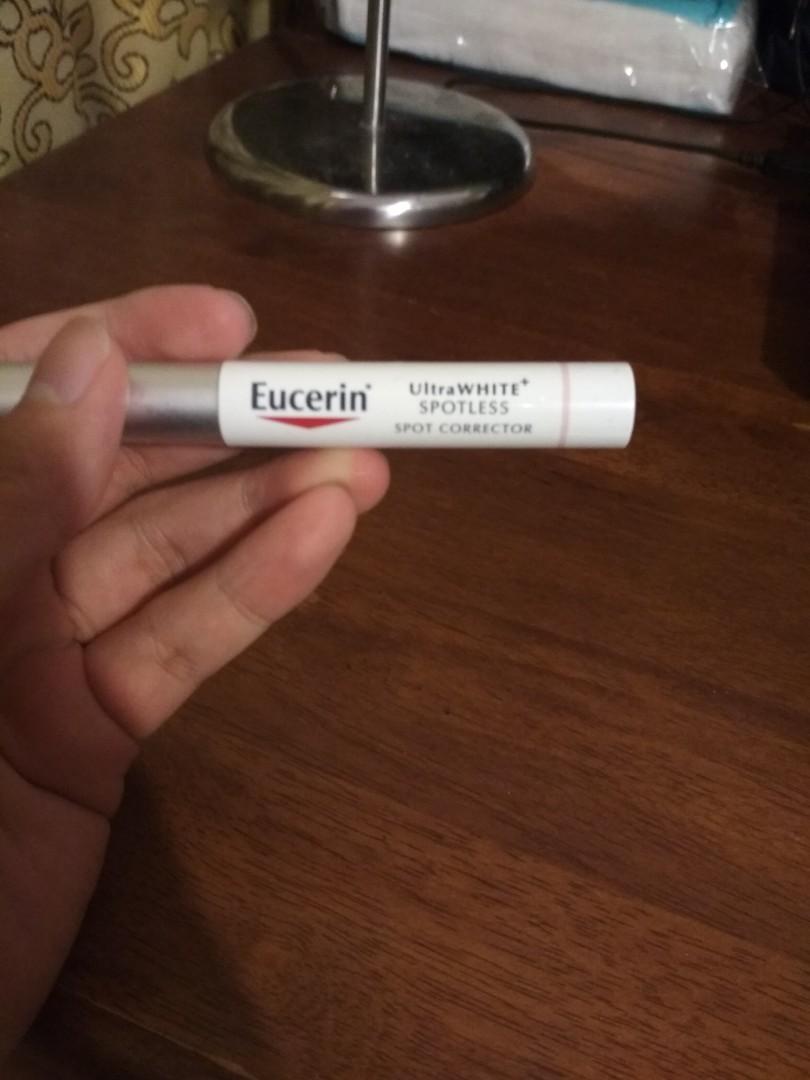 Eucerin
UltraWHITE+
SPOTLESS
SPOT CORRECTOR